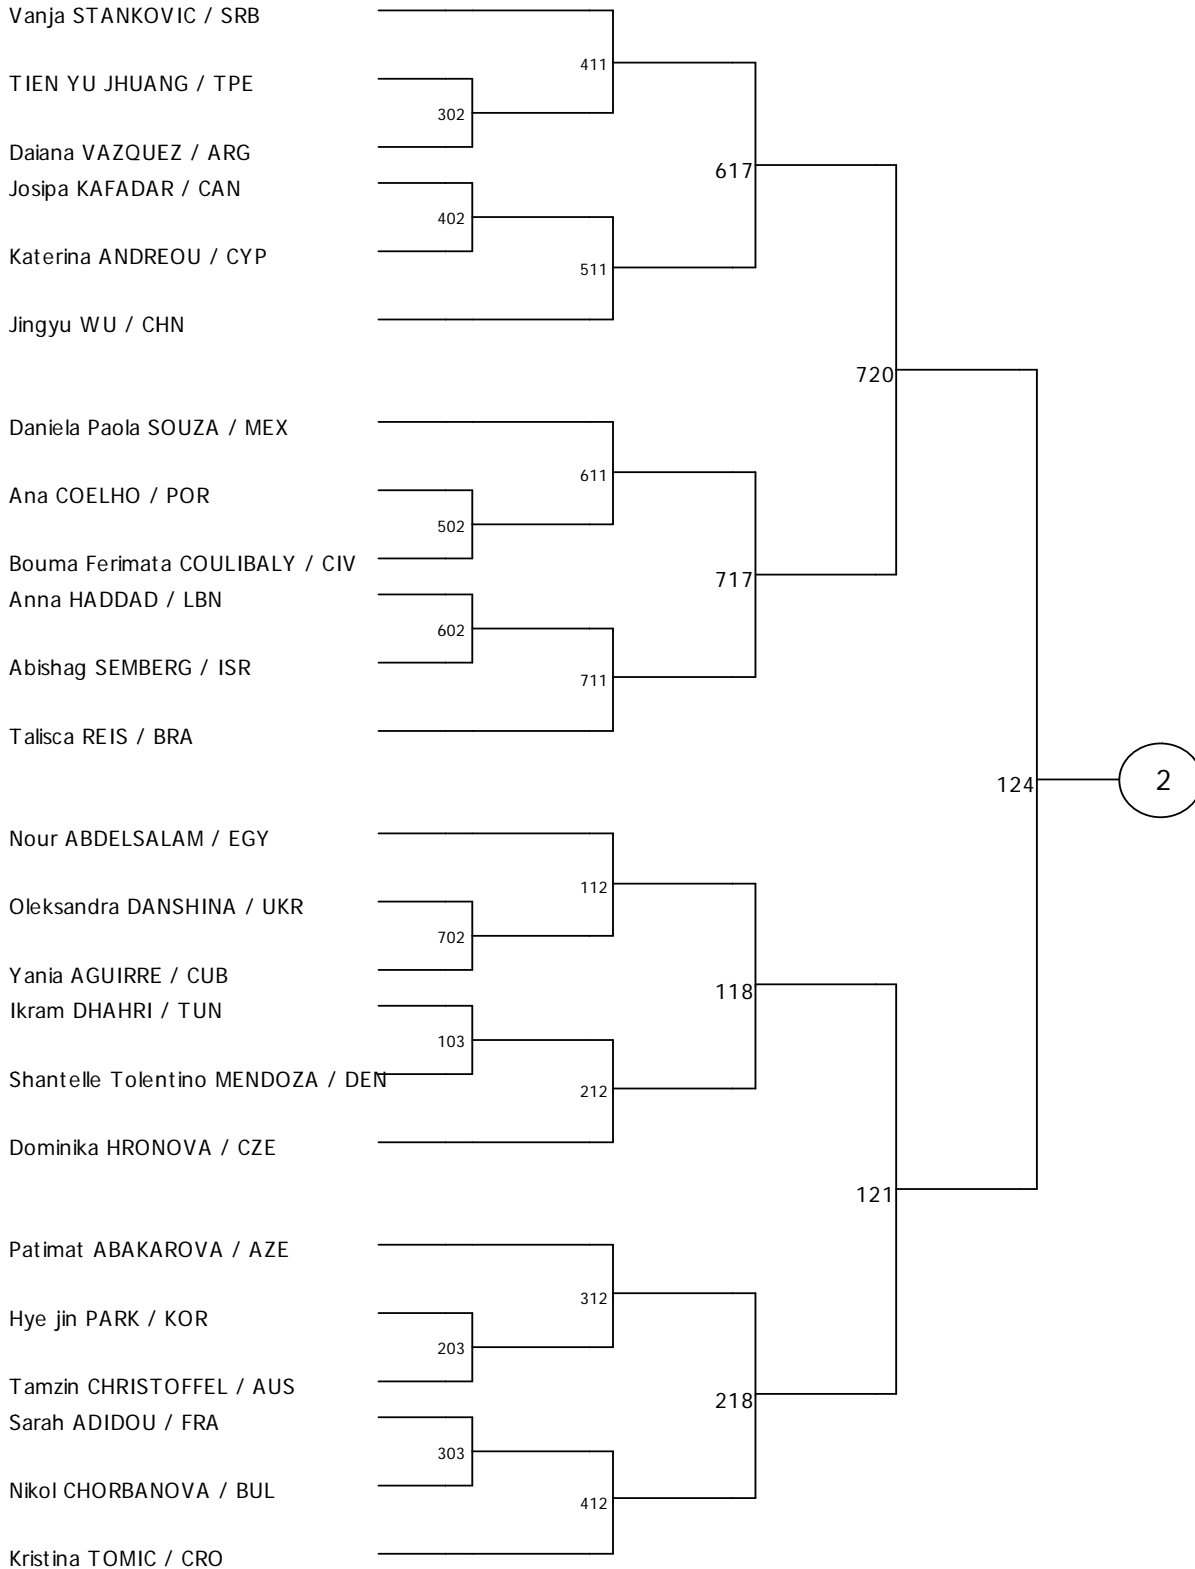 Vanja STANKOVIC / SRB
411
TIEN YU JHUANG / TPE
302
Daiana VAZQUEZ / ARG
617
Josipa KAFADAR / CAN
402
Katerina ANDREOU / CYP
511
Jingyu WU / CHN
720
Daniela Paola SOUZA / MEX
611
Ana COELHO / POR
502
Bouma Ferimata COULIBALY / CIV
717
Anna HADDAD / LBN
602
Abishag SEMBERG / ISR
711
Talisca REIS / BRA
124
2
Nour ABDELSALAM / EGY
112
Oleksandra DANSHINA / UKR
702
Yania AGUIRRE / CUB
118
Ikram DHAHRI / TUN
103
Shantelle Tolentino MENDOZA / DEN
212
Dominika HRONOVA / CZE
121
Patimat ABAKAROVA / AZE
312
Hye jin PARK / KOR
203
Tamzin CHRISTOFFEL / AUS
218
Sarah ADIDOU / FRA
303
Nikol CHORBANOVA / BUL
412
Kristina TOMIC / CRO